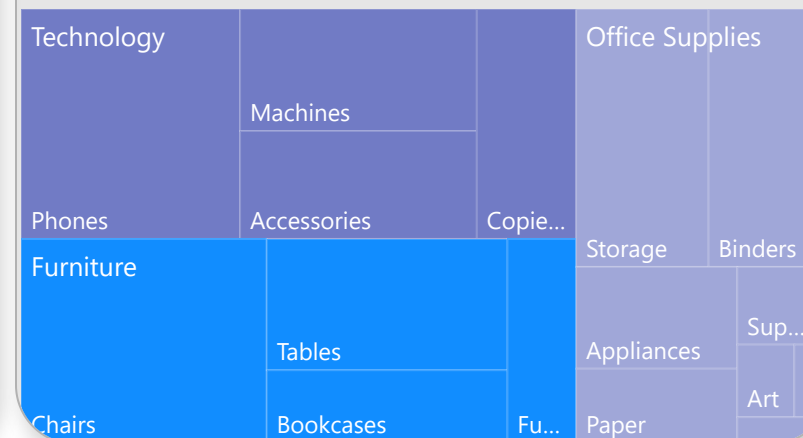 Technology
Machines
Phones
Accessories
Copie...
Furniture
Tables
Chairs
Bookcases
Fu...
Office Supplies
Storage
Binders
Appliances
Sup...
Art
Paper